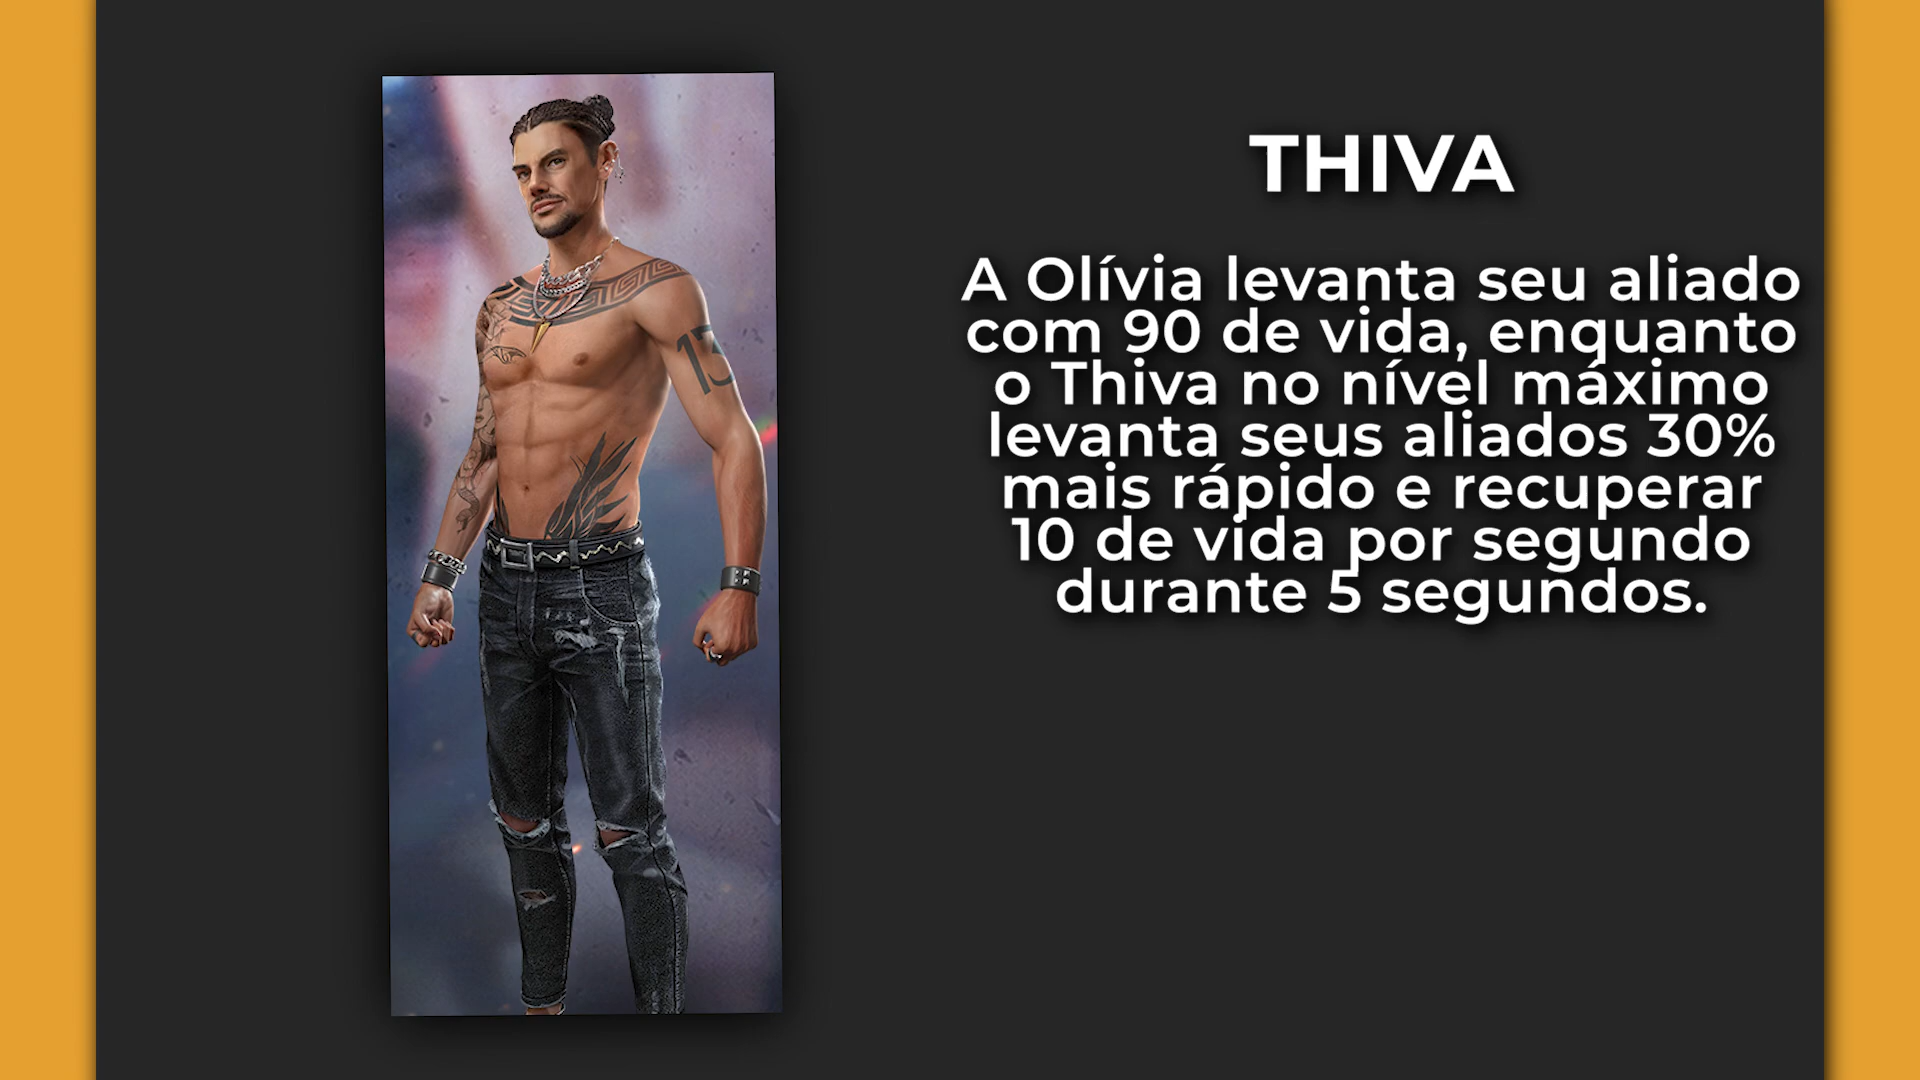 THIVA
A Olívia levanta seu aliado
com 90 de vida, enquanto
o Thiva no nível máximo
levanta seus aliados 30%
mais rápido e recuperar
10 de vida por segundo
durante 5 segundos.
13